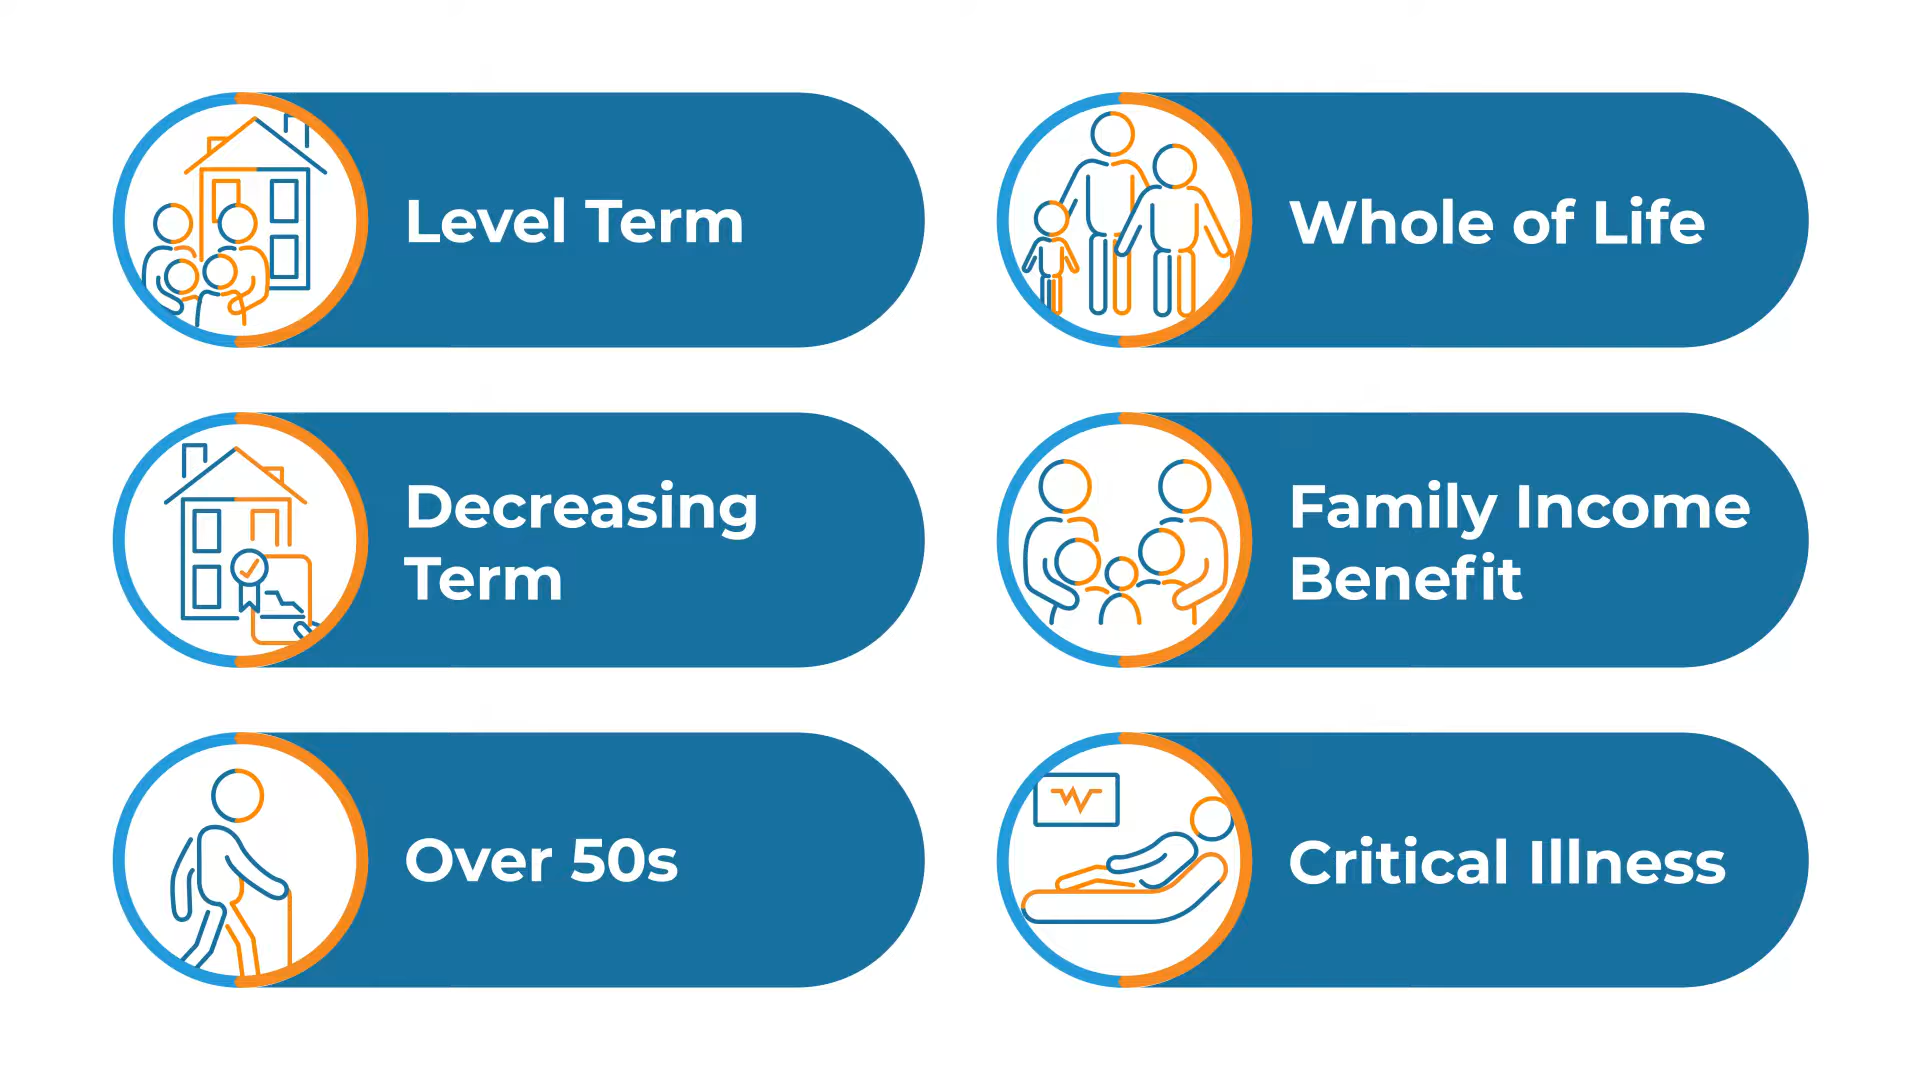 Level Term
Whole of Life
Decreasing
Term
Family Income
Benefit
Over 50s
Critical Illness